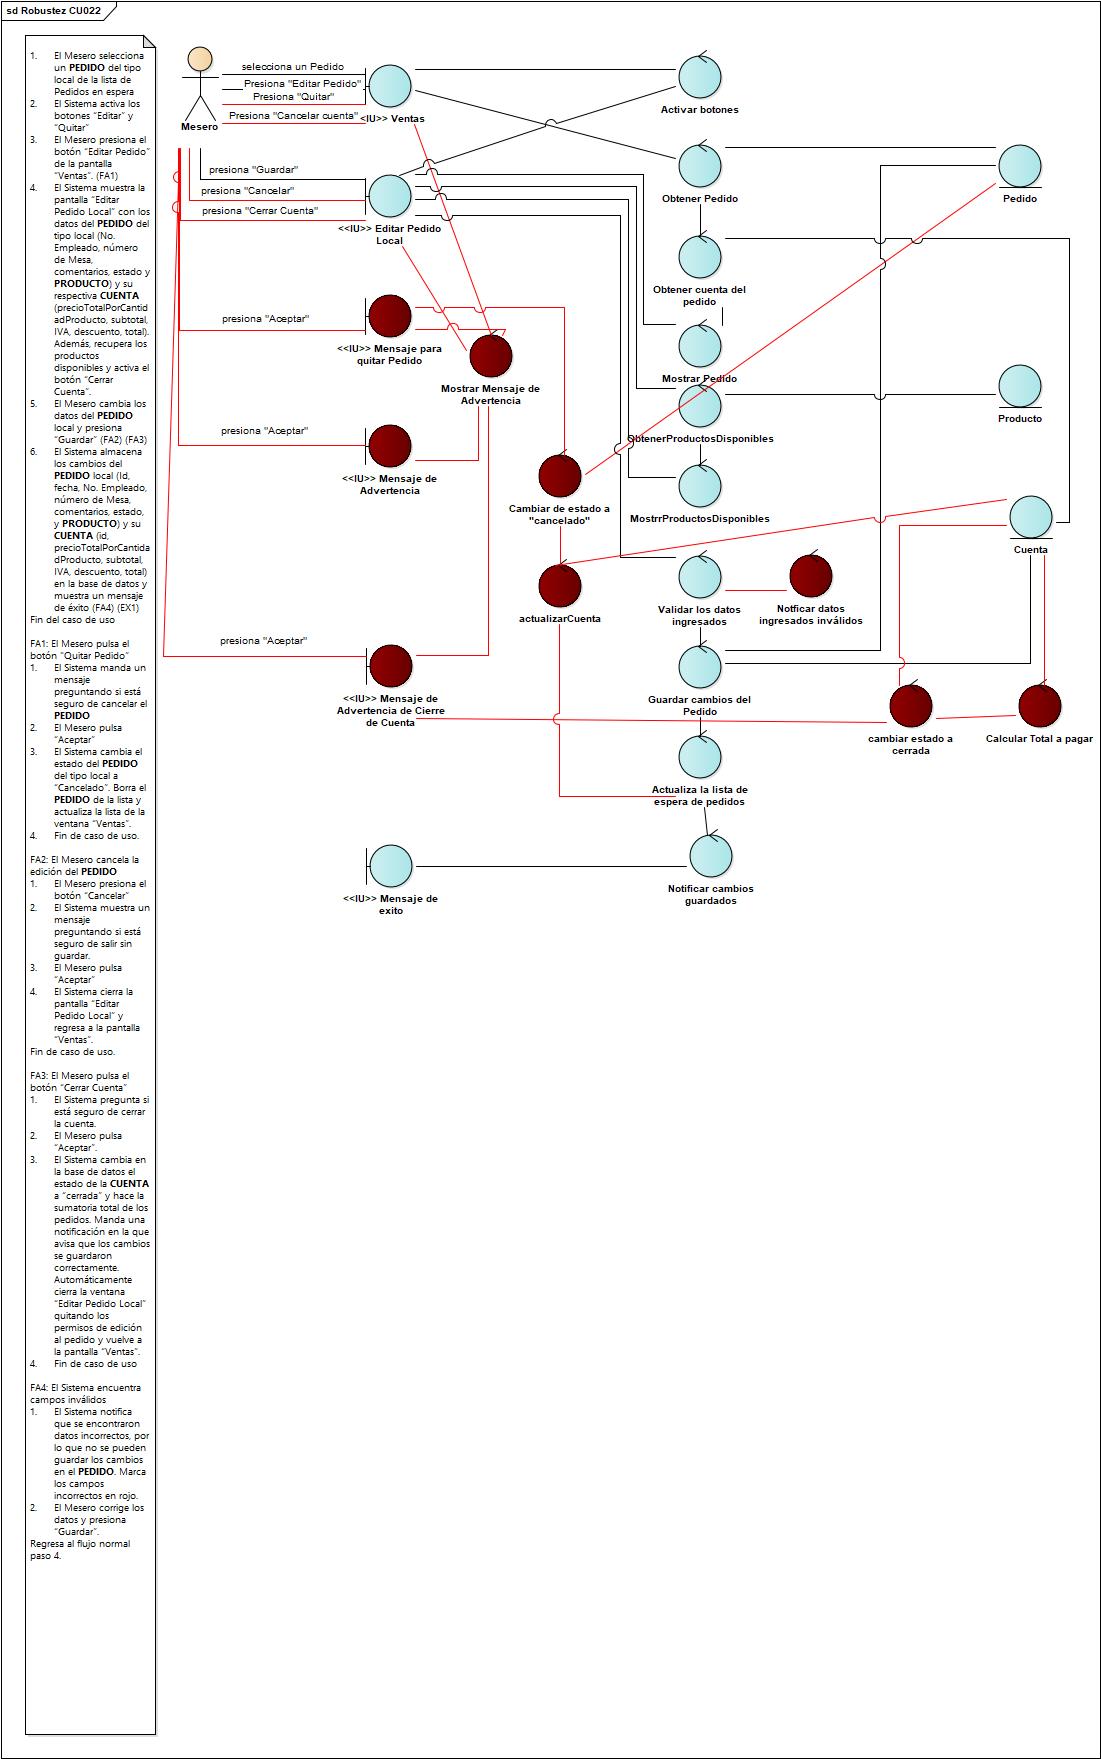 sd Robustez CU022
1. El Mesero selecciona
un PEDIDO del tipo
local de la lista de
Pedidos en espera
2. El Sistema activa los
botones "Editar" y
"Quitar"
3. El Mesero presiona el
botón "Editar Pedido"
de la pantalla
"Ventas". (FA1)
4. El Sistema muestra la
pantalla "Editar
Pedido Local" con los
datos del PEDIDO del
tipo local (No.
Empleado, número
de Mesa,
comentarios, estado y
PRODUCTO) y su
respectiva CUENTA
(precioTotalPorCantid
adProducto, subtotal,
IVA, descuento, total).
Además, recupera los
productos
disponibles y activa el
botón "Cerrar
Cuenta".
5. El Mesero cambia los
datos del PEDIDO
local y presiona
"Guardar" (FA2) (FA3)
6. El Sistema almacena
los cambios del
PEDIDO local (Id,
fecha, No. Empleado,
número de Mesa,
comentarios, estado,
y PRODUCTO) y su
CUENTA (id,
precioTotalPorCantida
dProducto, subtotal,
IVA, descuento, total)
en la base de datos y
muestra un mensaje
de éxito (FA4) (EX1)
Fin del caso de uso
FA1: El Mesero pulsa el
botón "Quitar Pedido"
1. El Sistema manda un
mensaje
preguntando si está
seguro de cancelar el
PEDIDO
2. El Mesero pulsa
"Aceptar"
3. El Sistema cambia el
estado del PEDIDO
del tipo local a
"Cancelado". Borra el
PEDIDO de la lista y
actualiza la lista de la
ventana "Ventas".
4. Fin de caso de uso.
FA2: El Mesero cancela la
edición del PEDIDO
1. El Mesero presiona el
botón "Cancelar"
2. El Sistema muestra un
mensaje
preguntando si está
seguro de salir sin
guardar.
3. El Mesero pulsa
"Aceptar"
4. El Sistema cierra la
pantalla "Editar
Pedido Local" y
regresa a la pantalla
"Ventas".
Fin de caso de uso.
FA3: El Mesero pulsa el
botón "Cerrar Cuenta"
1. El Sistema pregunta si
está seguro de cerrar
la cuenta.
2. El Mesero pulsa
"Aceptar".
3. El Sistema cambia en
la base de datos el
estado de la CUENTA
a "cerrada" y hace la
sumatoria total de los
pedidos. Manda una
notificación en la que
avisa que los cambios
se guardaron
correctamente.
Automáticamente
cierra la ventana
"Editar Pedido Local"
quitando los
permisos de edición
al pedido y vuelve a
la pantalla "Ventas".
4. Fin de caso de uso
FA4: El Sistema encuentra
campos inválidos
1. El Sistema notifica
que se encontraron
datos incorrectos, por
lo que no se pueden
guardar los cambios
en el PEDIDO. Marca
los campos
incorrectos en rojo.
2. El Mesero corrige los
datos y presiona
"Guardar".
Regresa al flujo normal
paso 4.
Mesero
selecciona un Pedido
Presiona "Editar Pedido"
Presiona "Quitar"
Presiona "Cancelar cuenta"
<IU>> Ventas
Activar botones
presiona "Guardar"
presiona "Cancelar"
presiona "Cerrar Cuenta"
<<IU>> Editar Pedido
Local
Obtener Pedido
Pedido
Obtener cuenta del
pedido
presiona "Aceptar"
<<IU>> Mensaje para
quitar Pedido
Mostrar Mensaje de
Advertencia
Mostrar Pedido
ObtenerProductosDisponibles
Producto
presiona "Aceptar"
<<IU>> Mensaje de
Advertencia
Cambiar de estado a
"cancelado"
MostrrProductosDisponibles
Cuenta
actualizarCuenta
Validar los datos
ingresados
Notficar datos
ingresados inválidos
presiona "Aceptar"
<<IU>> Mensaje de
Advertencia de Cierre
de Cuenta
Guardar cambios del
Pedido
cambiar estado a
cerrada
Calcular Total a pagar
Actualiza la lista de
espera de pedidos
<<IU>> Mensaje de
exito
Notificar cambios
guardados